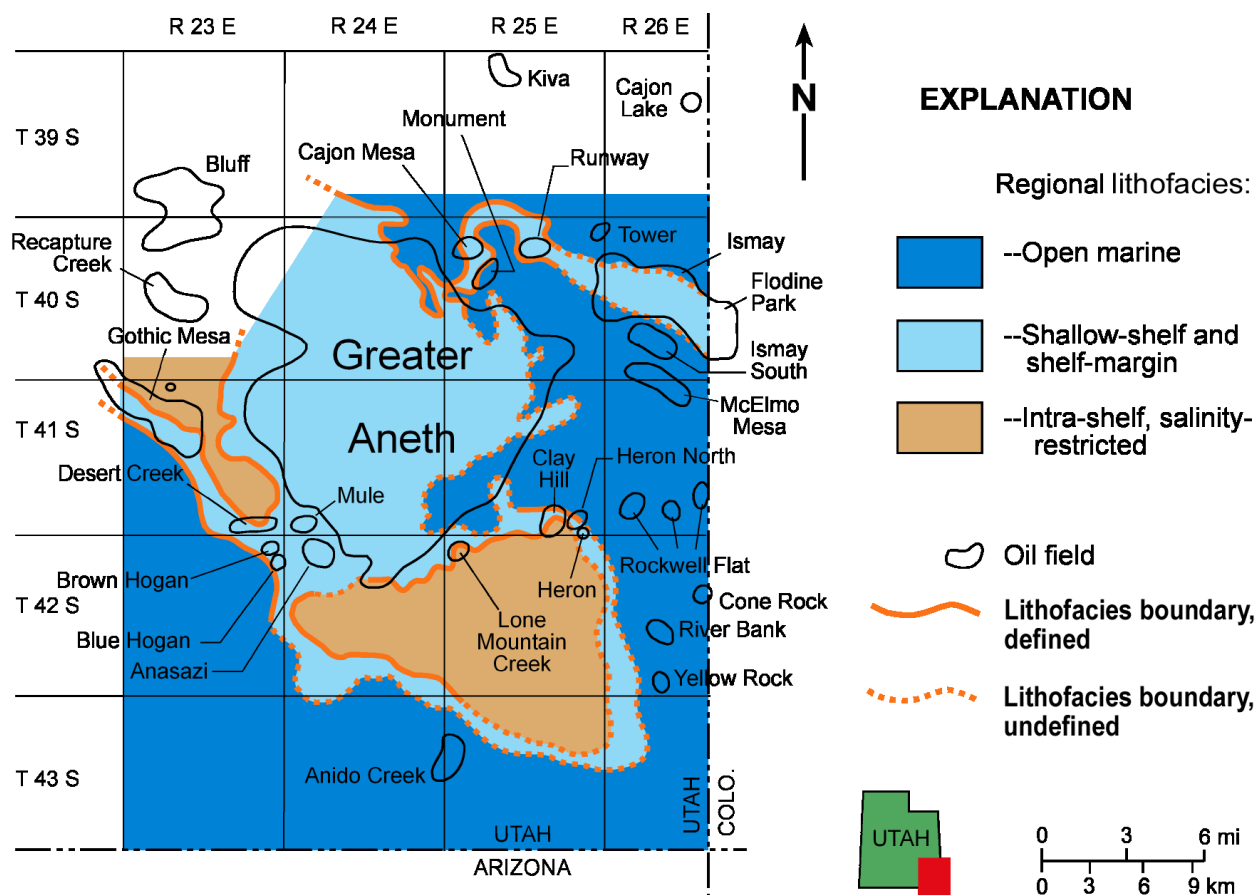 R 23 E
R 24 E
R 25 E
R 26 E
T 39 S
T 40 S
T 41 S
T 42 S
T 43 S
Kiva
Cajon
Lake
Monument
Cajon Mesa
Runway
Bluff
Recapture
Creek
Tower
Ismay
Flodine
Park
Gothic Mesa
Greater
Aneth
Ismay
South
McElmo
Mesa
Desert Creek
Mule
Clay
Hill
Heron North
Rockwell Flat
Brown Hogan
Heron
Cone Rock
Blue Hogan
Lone
Mountain
Creek
River Bank
Anasazi
Yellow Rock
Anido Creek
UTAH
COLO.
UTAH
ARIZONA
N
EXPLANATION
Regional lithofacies:
--Open marine
--Shallow-shelf and
shelf-margin
--Intra-shelf, salinity-
restricted
Oil field
Lithofacies boundary,
defined
Lithofacies boundary,
undefined
UTAH
0 3 6 mi
0 3 6 9 km